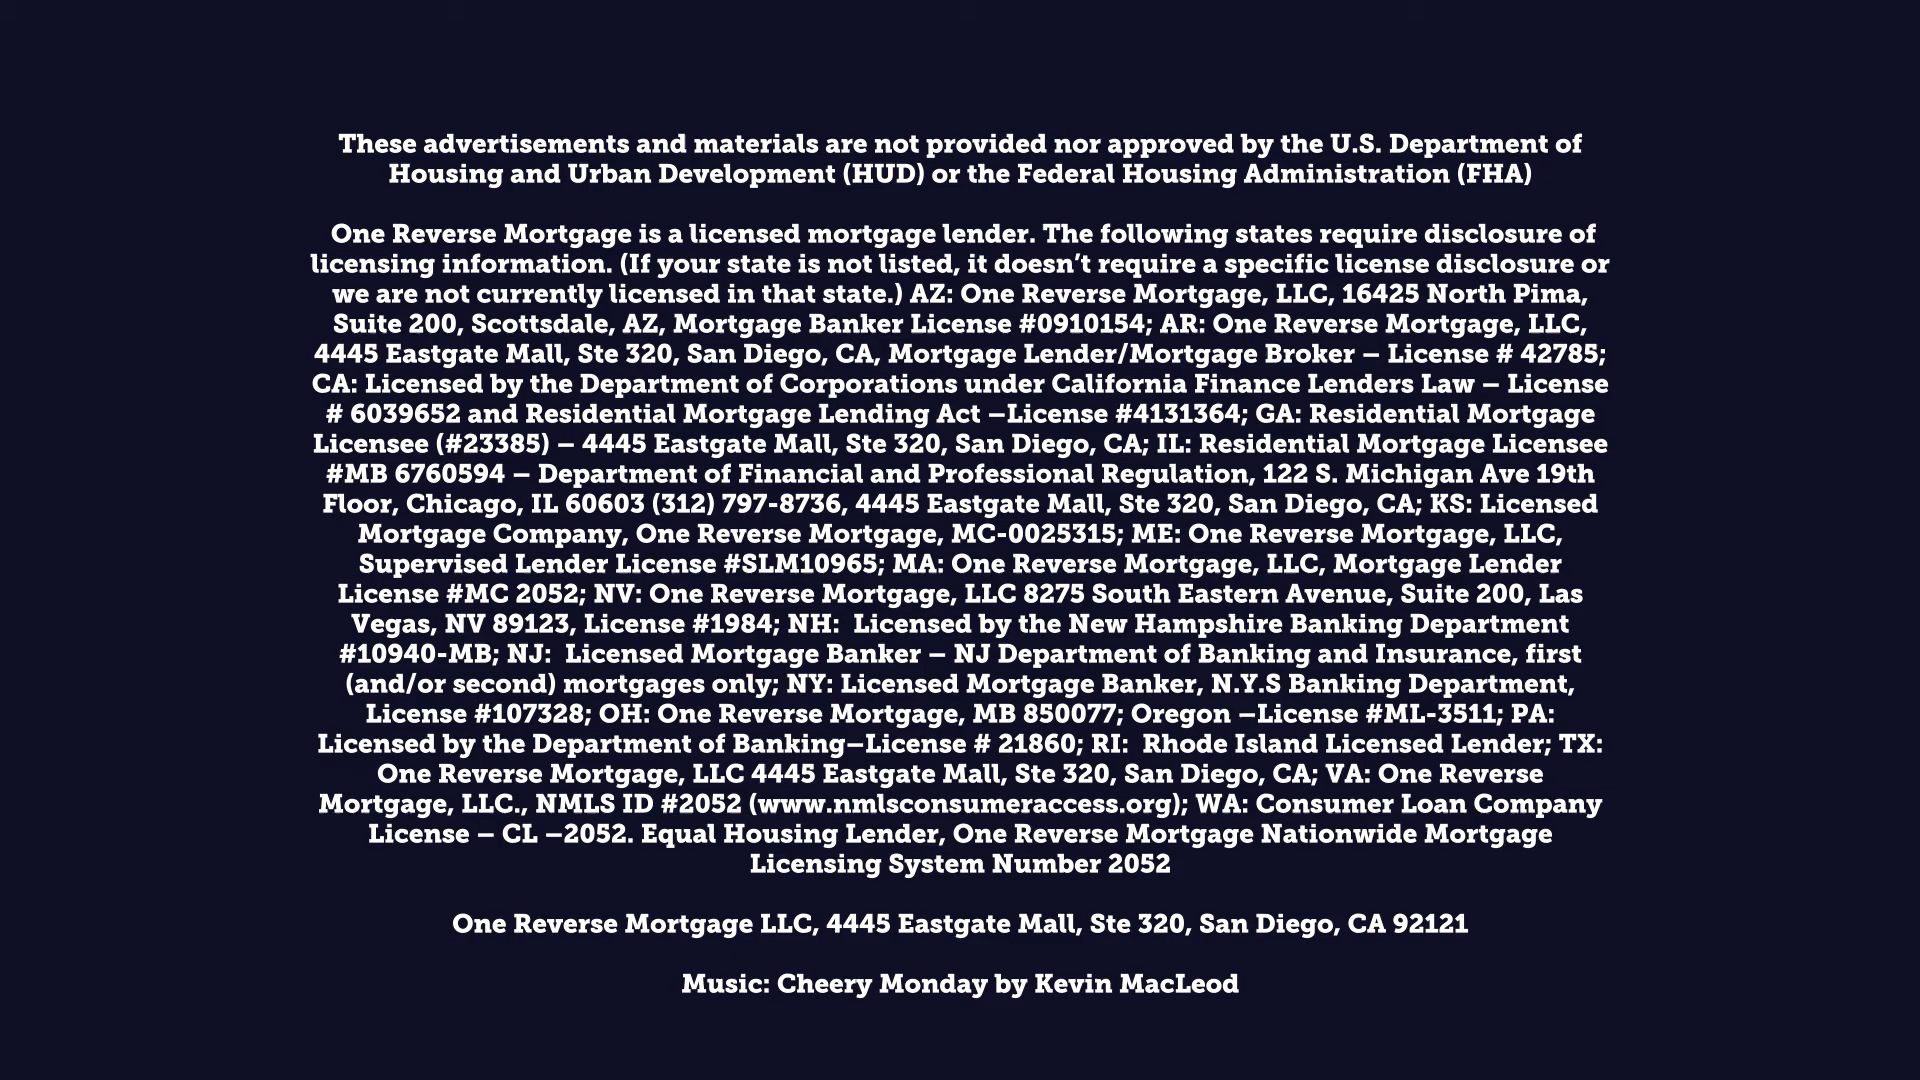 These advertisements and materials are not provided nor approved by the U.S. Department of
Housing and Urban Development (HUD) or the Federal Housing Administration (FHA)
One Reverse Mortgage is a licensed mortgage lender. The following states require disclosure of
licensing information. (If your state is not listed, it doesn’t require a specific license disclosure or
we are not currently licensed in that state.) AZ: One Reverse Mortgage, LLC, 16425 North Pima,
Suite 200, Scottsdale, AZ, Mortgage Banker License #0910154; AR: One Reverse Mortgage, LLC,
4445 Eastgate Mall, Ste 320, San Diego, CA, Mortgage Lender/Mortgage Broker – License # 42785;
CA: Licensed by the Department of Corporations under California Finance Lenders Law – License
# 6039652 and Residential Mortgage Lending Act –License #4131364; GA: Residential Mortgage
Licensee (#23385) – 4445 Eastgate Mall, Ste 320, San Diego, CA; IL: Residential Mortgage Licensee
#MB 6760594 – Department of Financial and Professional Regulation, 122 S. Michigan Ave 19th
Floor, Chicago, IL 60603 (312) 797-8736, 4445 Eastgate Mall, Ste 320, San Diego, CA; KS: Licensed
Mortgage Company, One Reverse Mortgage, MC-0025315; ME: One Reverse Mortgage, LLC,
Supervised Lender License #SLM10965; MA: One Reverse Mortgage, LLC, Mortgage Lender
License #MC 2052; NV: One Reverse Mortgage, LLC 8275 South Eastern Avenue, Suite 200, Las
Vegas, NV 89123, License #1984; NH:  Licensed by the New Hampshire Banking Department
#10940-MB; NJ:  Licensed Mortgage Banker – NJ Department of Banking and Insurance, first
(and/or second) mortgages only; NY: Licensed Mortgage Banker, N.Y.S Banking Department,
License #107328; OH: One Reverse Mortgage, MB 850077; Oregon –License #ML-3511; PA:
Licensed by the Department of Banking–License # 21860; RI:  Rhode Island Licensed Lender; TX:
One Reverse Mortgage, LLC 4445 Eastgate Mall, Ste 320, San Diego, CA; VA: One Reverse
Mortgage, LLC., NMLS ID #2052 (www.nmlsconsumeraccess.org); WA: Consumer Loan Company
License – CL –2052. Equal Housing Lender, One Reverse Mortgage Nationwide Mortgage
Licensing System Number 2052
One Reverse Mortgage LLC, 4445 Eastgate Mall, Ste 320, San Diego, CA 92121
Music: Cheery Monday by Kevin MacLeod